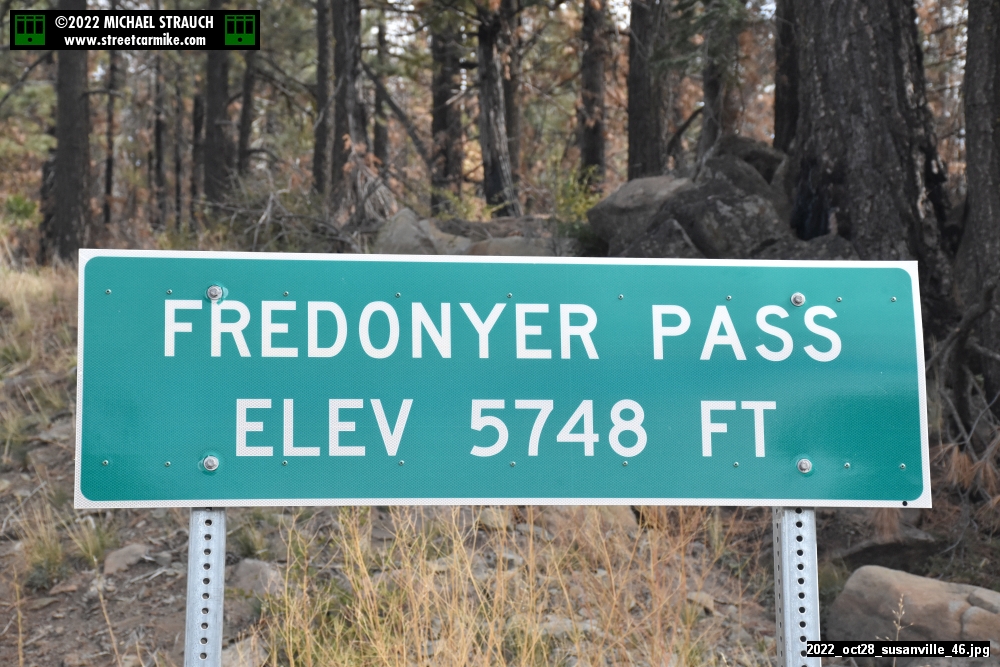 ©2022 MICHAEL STRAUCH
www.streetcarmike.com
FREDONYER PASS
ELEV 5748 FT
2022_oct28_susanville_46.jpg